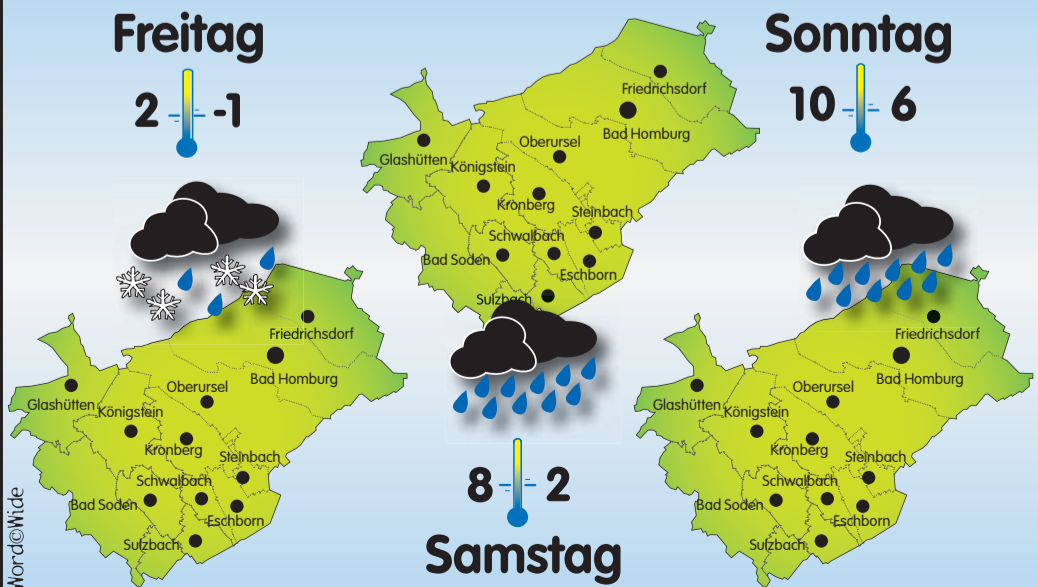 Freitag
2 -1
Friedrichsdorf
Bad Homburg
Oberursel
Glashütten
Königstein
Kronberg
Steinbach
Schwalbach
Bad Soden
Eschborn
Sulzbach
Friedrichsdorf
Bad Homburg
Oberursel
Glashütten
Königstein
Kronberg
Steinbach
Schwalbach
Bad Soden
Eschborn
Sulzbach
8 2
Samstag
Sonntag
10 6
Friedrichsdorf
Bad Homburg
Oberursel
Glashütten
Königstein
Kronberg
Steinbach
Schwalbach
Bad Soden
Eschborn
Sulzbach
Word©Wide